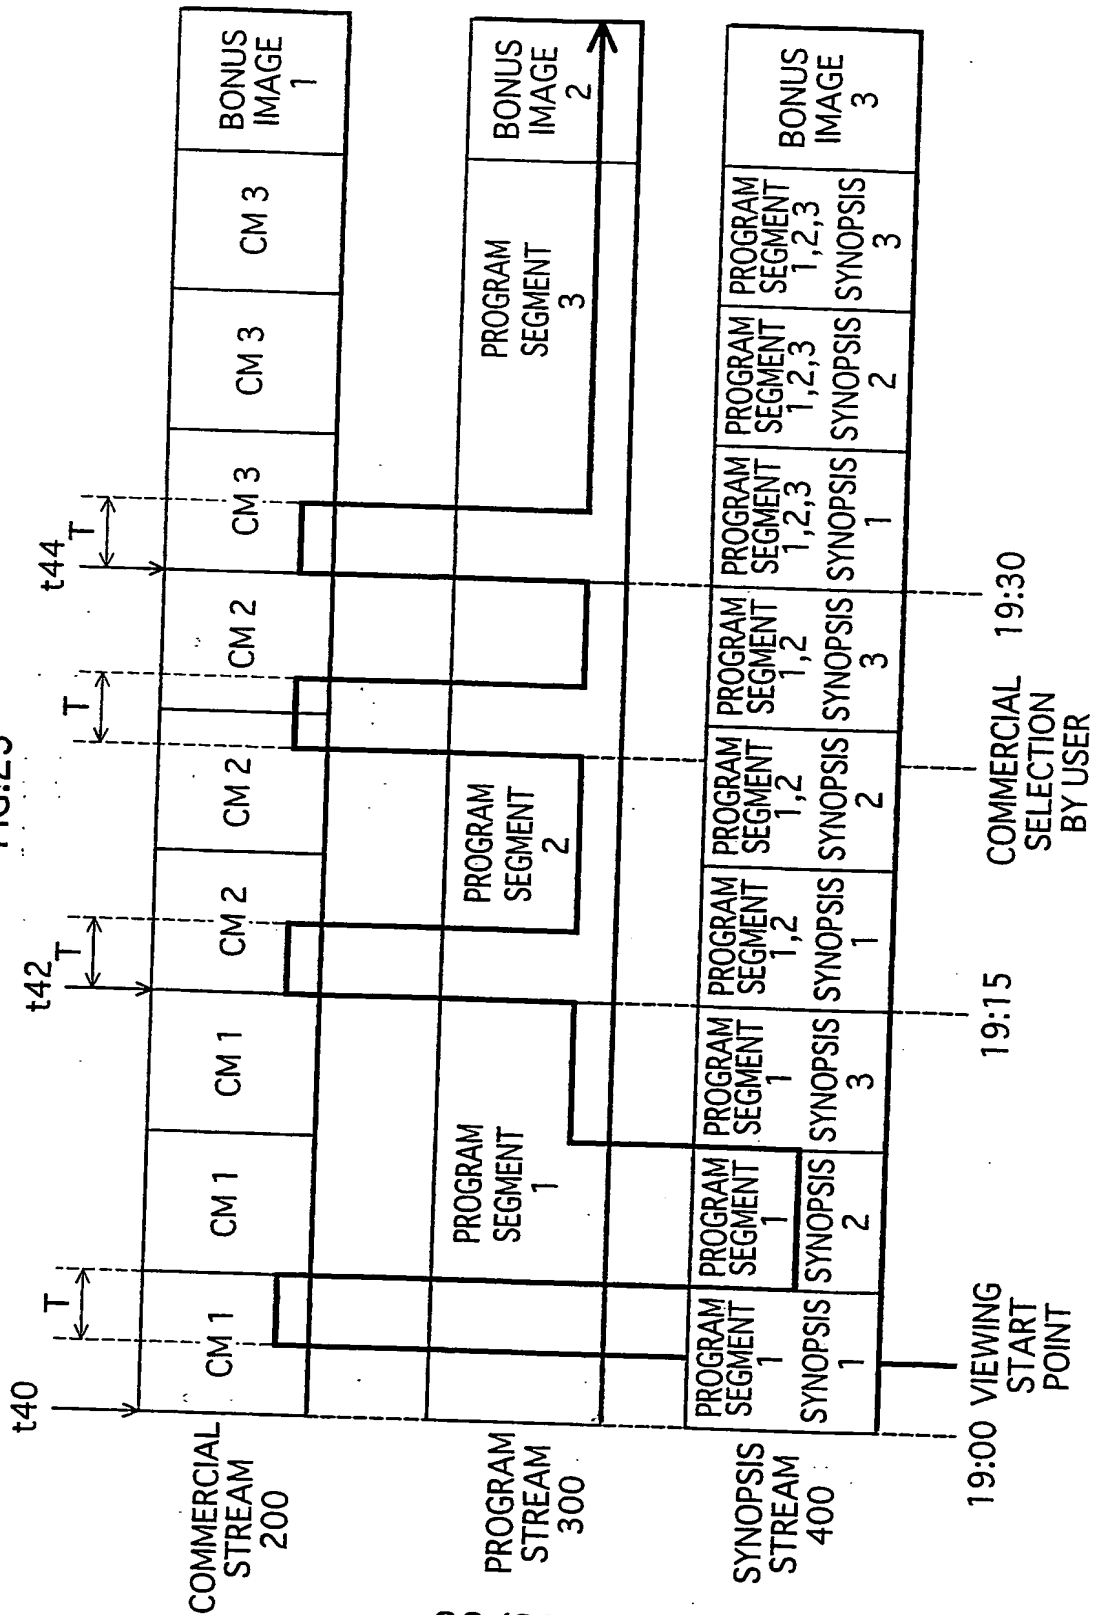 t40
t42
t44
T
T
T
T
COMMERCIAL
STREAM
200
CM 1
CM 1
CM 1
CM 2
CM 2
CM 2
CM 3
CM 3
CM 3
BONUS
IMAGE
1
PROGRAM
STREAM
300
PROGRAM
SEGMENT
1
PROGRAM
SEGMENT
2
PROGRAM
SEGMENT
3
BONUS
IMAGE
2
SYNOPSIS
STREAM
400
PROGRAM
SEGMENT
1
SYNOPSIS
1
PROGRAM
SEGMENT
1
SYNOPSIS
2
PROGRAM
SEGMENT
1
SYNOPSIS
3
PROGRAM
SEGMENT
1,2
SYNOPSIS
1
PROGRAM
SEGMENT
1,2
SYNOPSIS
2
PROGRAM
SEGMENT
1,2
SYNOPSIS
3
PROGRAM
SEGMENT
1,2,3
SYNOPSIS
1
PROGRAM
SEGMENT
1,2,3
SYNOPSIS
2
PROGRAM
SEGMENT
1,2,3
SYNOPSIS
3
BONUS
IMAGE
3
19:00
VIEWING
START
POINT
19:15
COMMERCIAL
SELECTION
BY USER
19:30